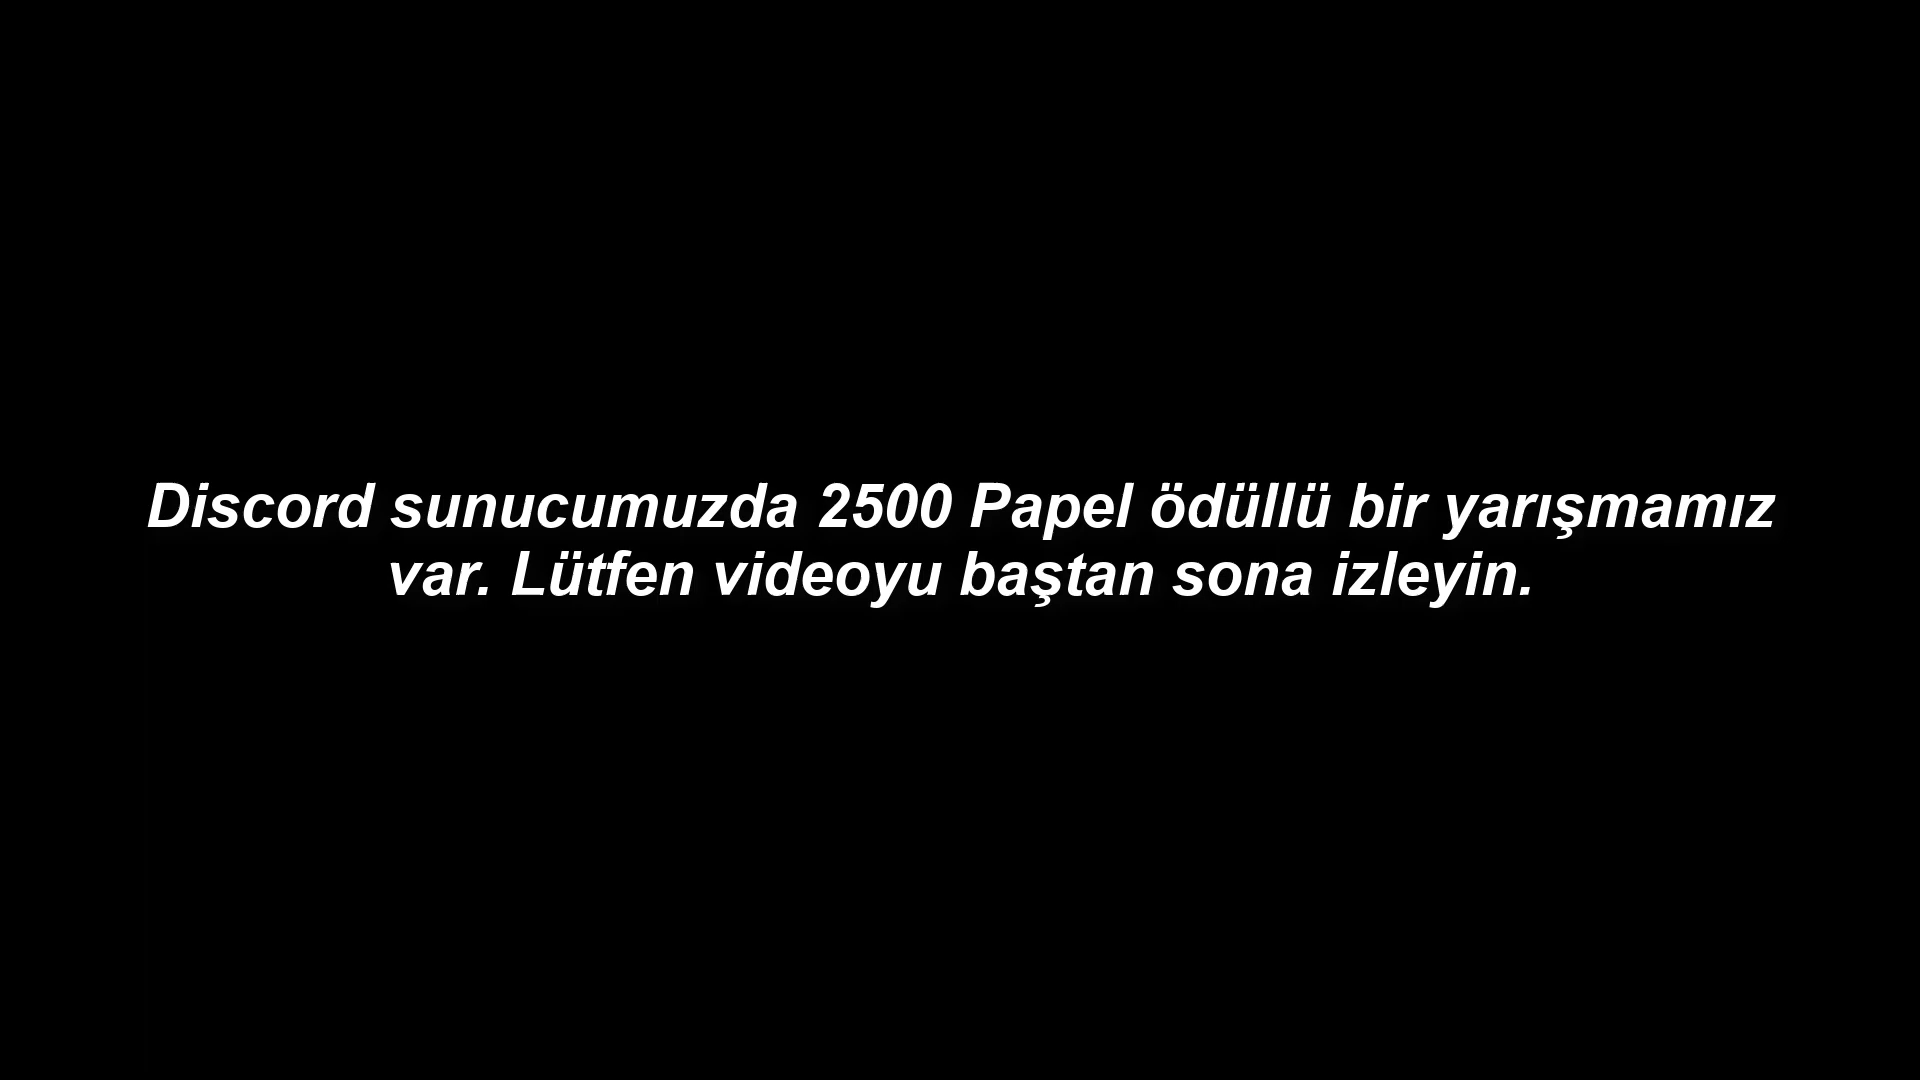 Discord sunucumuzda 2500 Papel ödüllü bir yarışmamız
var. Lütfen videoyu baştan sona izleyin.